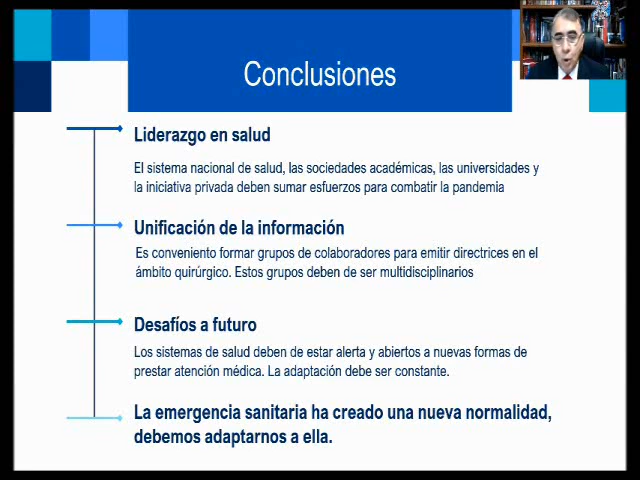 Conclusiones
Liderazgo en salud
El sistema nacional de salud, las sociedades académicas, las universidades y
la iniciativa privada deben sumar esfuerzos para combatir la pandemia
Unificación de la información
Es conveniento formar grupos de colaboradores para emitir directrices en el
ámbito quirúrgico. Estos grupos deben de ser multidisciplinarios
Desafíos a futuro
Los sistemas de salud deben de estar alerta y abiertos a nuevas formas de
prestar atención médica. La adaptación debe ser constante.
La emergencia sanitaria ha creado una nueva normalidad,
debemos adaptarnos a ella.